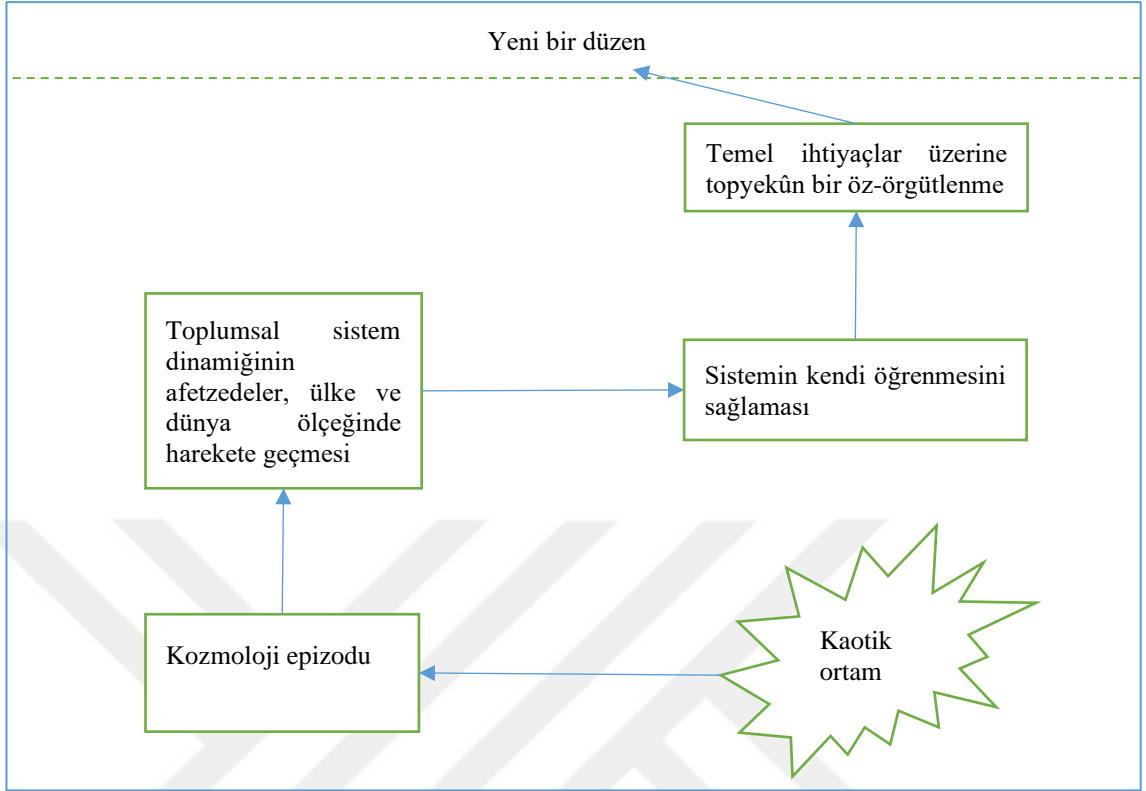 Yeni bir düzen
Temel ihtiyaçlar üzerine
topyekûn bir öz-örgütlenme
Toplumsal sistem
dinamiğinin
afetzedeler, ülke ve
dünya ölçeğinde
harekete geçmesi
Sistemin kendi öğrenmesini
sağlaması
Kozmoloji epizodu
Kaotik
ortam